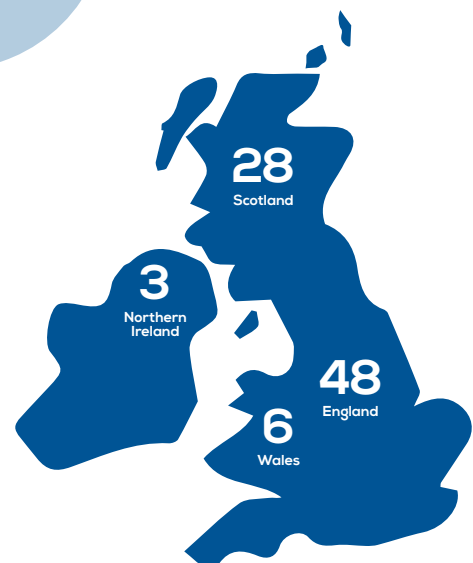 28
Scotland
3
Northern
Ireland
48
England
6
Wales